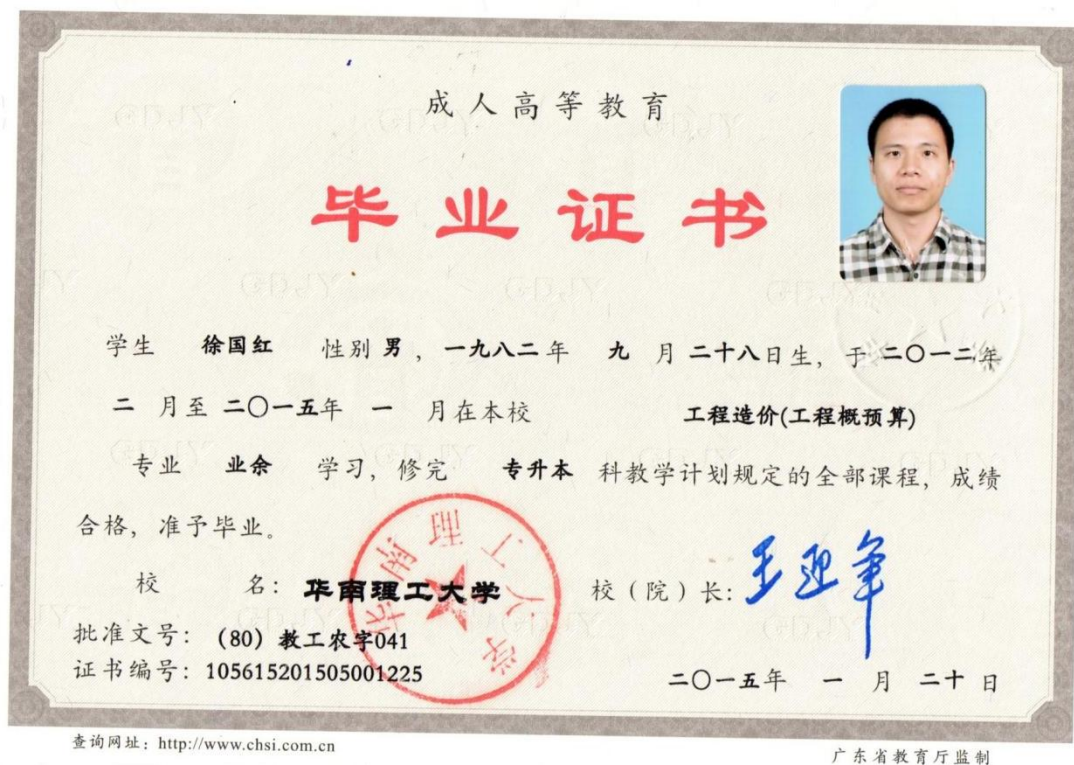 成人高等教育
毕业证书
学生 徐国红 性别 男，一九八二年 九 月 二十八日生，于 二〇一二年
二 月至 二〇一五年 一 月在本校 工程造价(工程概预算)
专业 业余 学习，修完 专升本 科教学计划规定的全部课程，成绩
合格，准予毕业。
校 名：华南理工大学 校（院）长：王迎军
批准文号：（80）教工农字041
证书编号：105615201505001225
二〇一五年 一 月 二十 日
查询网址：http://www.chsi.com.cn
广东省教育厅监制
GDJY